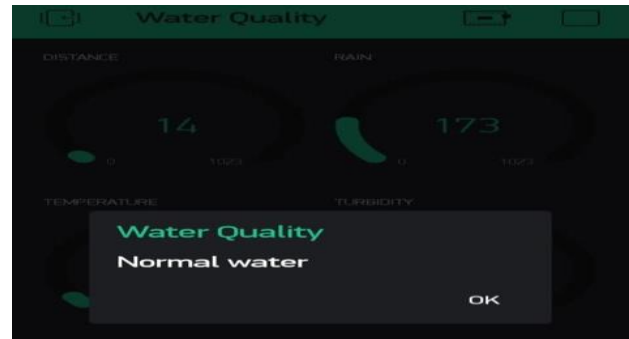 Water Quality
DISTANCE RAIN
14 173
0 1023 0 1023
TEMPERATURE TURBIDITY
Water Quality
Normal water
OK